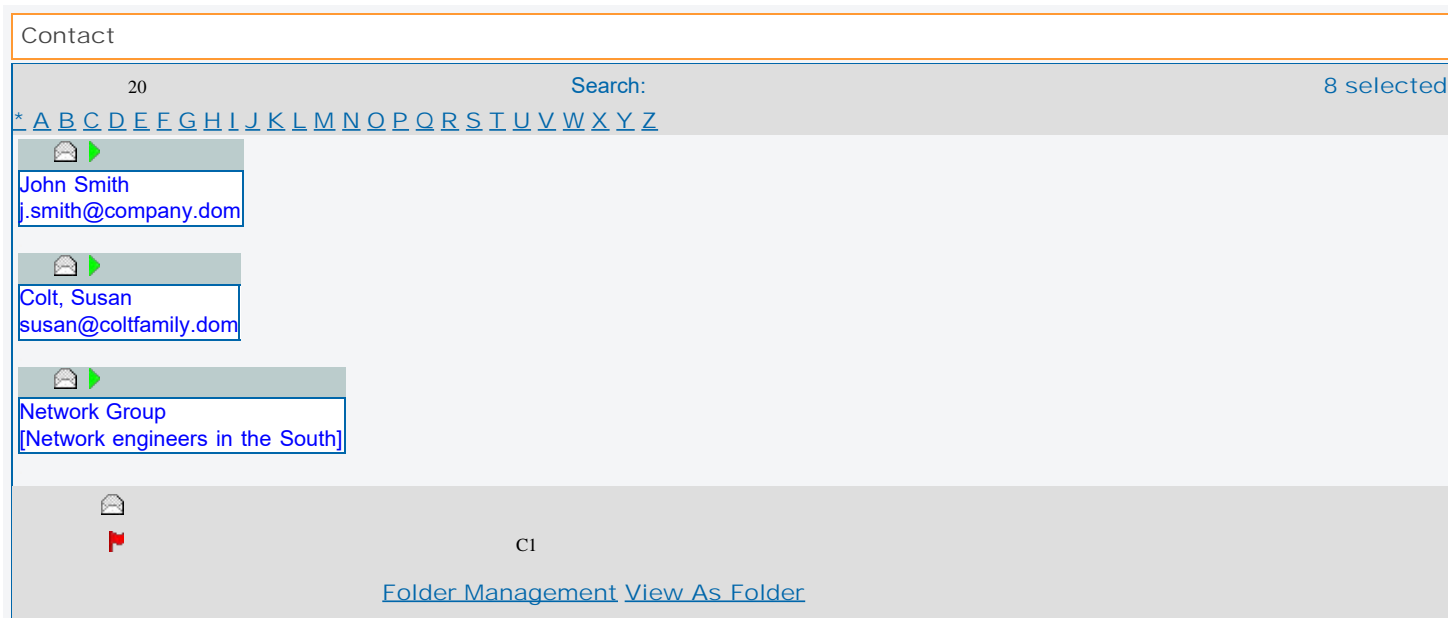 Contact
20 Search: 8 selected
* A B C D E F G H I J K L M N O P Q R S T U V W X Y Z
John Smith
j.smith@company.dom
Colt, Susan
susan@coltfamily.dom
Network Group
[Network engineers in the South]
C1
Folder Management View As Folder